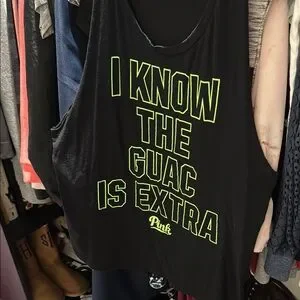 I KNOW
THE
GUAC
IS EXTRA
Pink